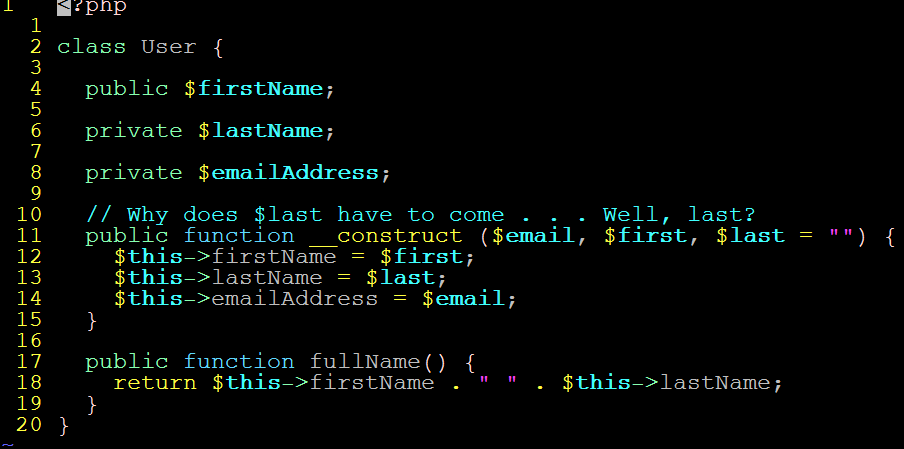 1   <?php
  1
  2 class User {
  3
  4   public $firstName;
  5
  6   private $lastName;
  7
  8   private $emailAddress;
  9
 10   // Why does $last have to come . . . Well, last?
 11   public function __construct ($email, $first, $last = "") {
 12     $this->firstName = $first;
 13     $this->lastName = $last;
 14     $this->emailAddress = $email;
 15   }
 16
 17   public function fullName() {
 18     return $this->firstName . " " . $this->lastName;
 19   }
 20 }
~